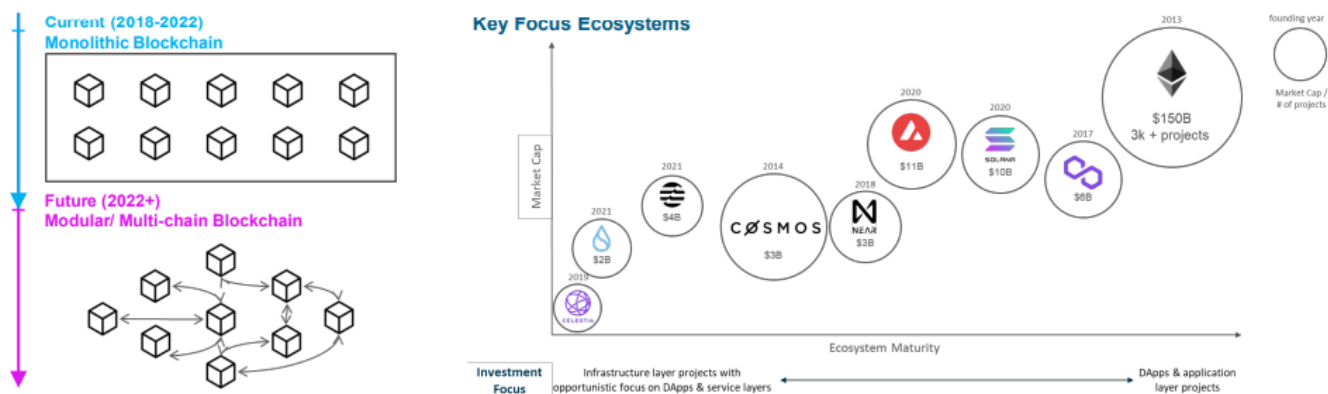 Current (2018-2022)
Monolithic Blockchain
Future (2022+)
Modular/ Multi-chain Blockchain
Key Focus Ecosystems
Market Cap
2019
CELESTIA
2021
$2B
2021
$4B
2014
COSMOS
$3B
2018
NEAR
$3B
2020
$11B
2020
SOLANA
$10B
2017
$6B
2013
$150B
3k + projects
founding year
Market Cap /
# of projects
Ecosystem Maturity
Investment
Focus
Infrastructure layer projects with
opportunistic focus on DApps & service layers
DApps & application
layer projects